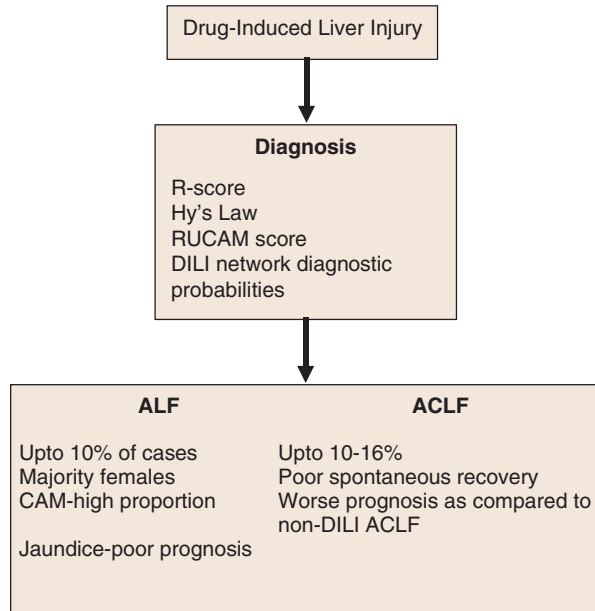 Drug-Induced Liver Injury
Diagnosis
R-score
Hy's Law
RUCAM score
DILI network diagnostic
probabilities
ALF
Upto 10% of cases
Majority females
CAM-high proportion
Jaundice-poor prognosis
ACLF
Upto 10-16%
Poor spontaneous recovery
Worse prognosis as compared to
non-DILI ACLF